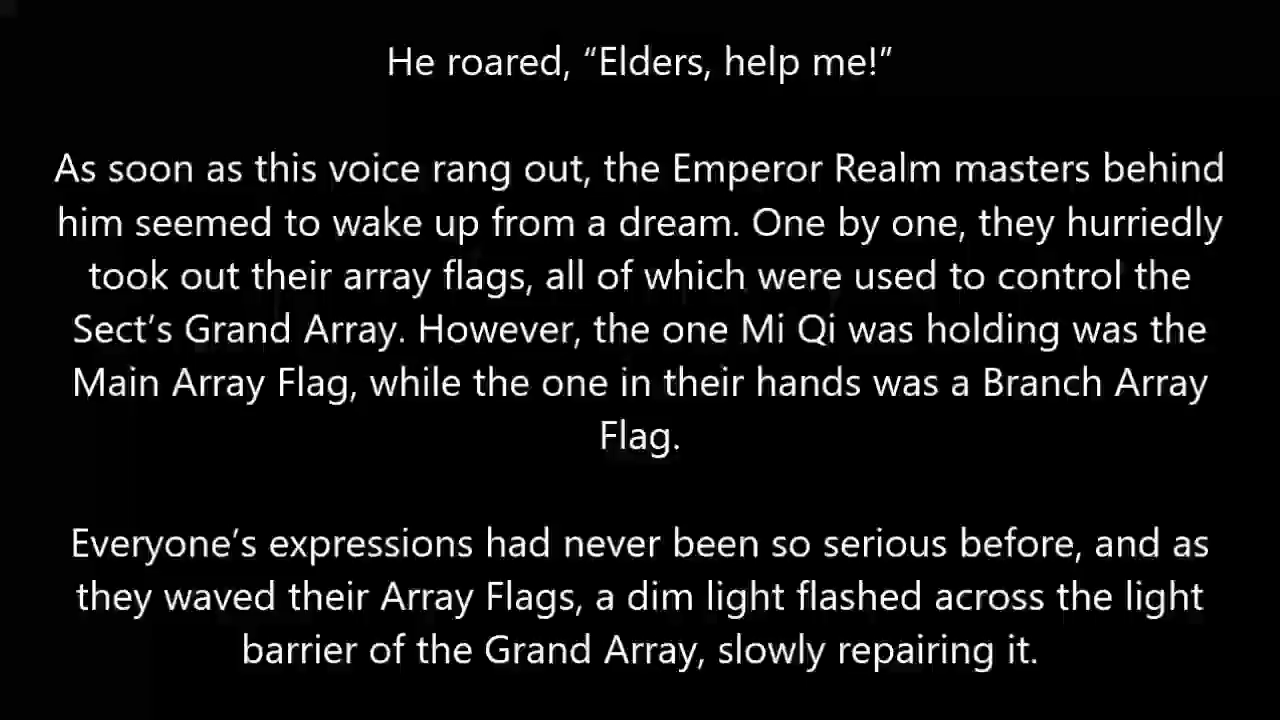 He roared, “Elders, help me!”
As soon as this voice rang out, the Emperor Realm masters behind
him seemed to wake up from a dream. One by one, they hurriedly
took out their array flags, all of which were used to control the
Sect’s Grand Array. However, the one Mi Qi was holding was the
Main Array Flag, while the one in their hands was a Branch Array
Flag.
Everyone’s expressions had never been so serious before, and as
they waved their Array Flags, a dim light flashed across the light
barrier of the Grand Array, slowly repairing it.